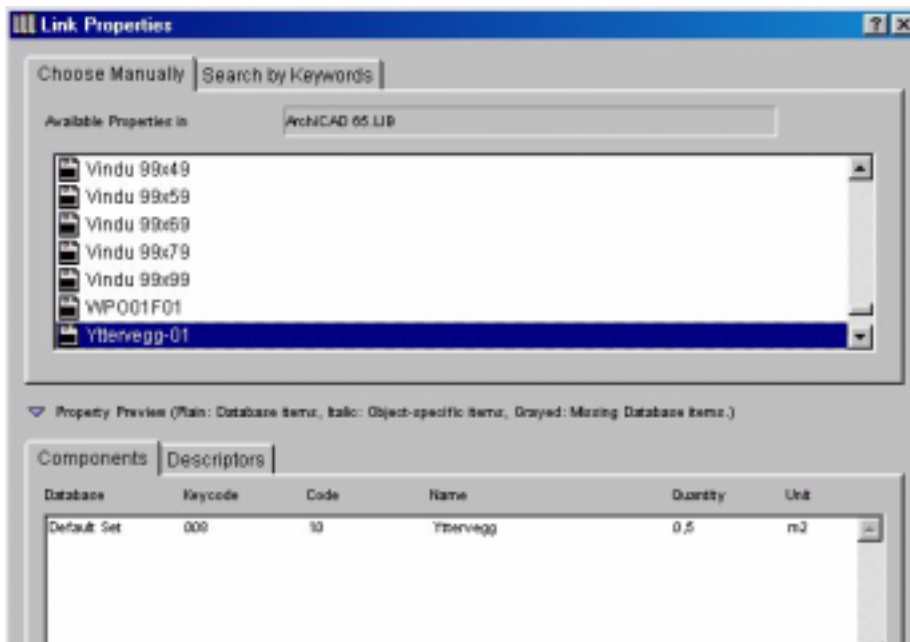 Link Properties
Choose Manually
Search by Keywords
Available Properties in
ArchiCAD 65.LIB
Vindu 99x49
Vindu 99x59
Vindu 99x69
Vindu 99x79
Vindu 99x99
WPO01F01
Yttervegg-01
Property Preview (Plain: Database items, Italic: Object-specific items, Grayed: Missing Database items.)
Components
Descriptors
Database Keycode Code Name Quantity Unit
Default Set 009 10 Yttervegg 0,5 m2